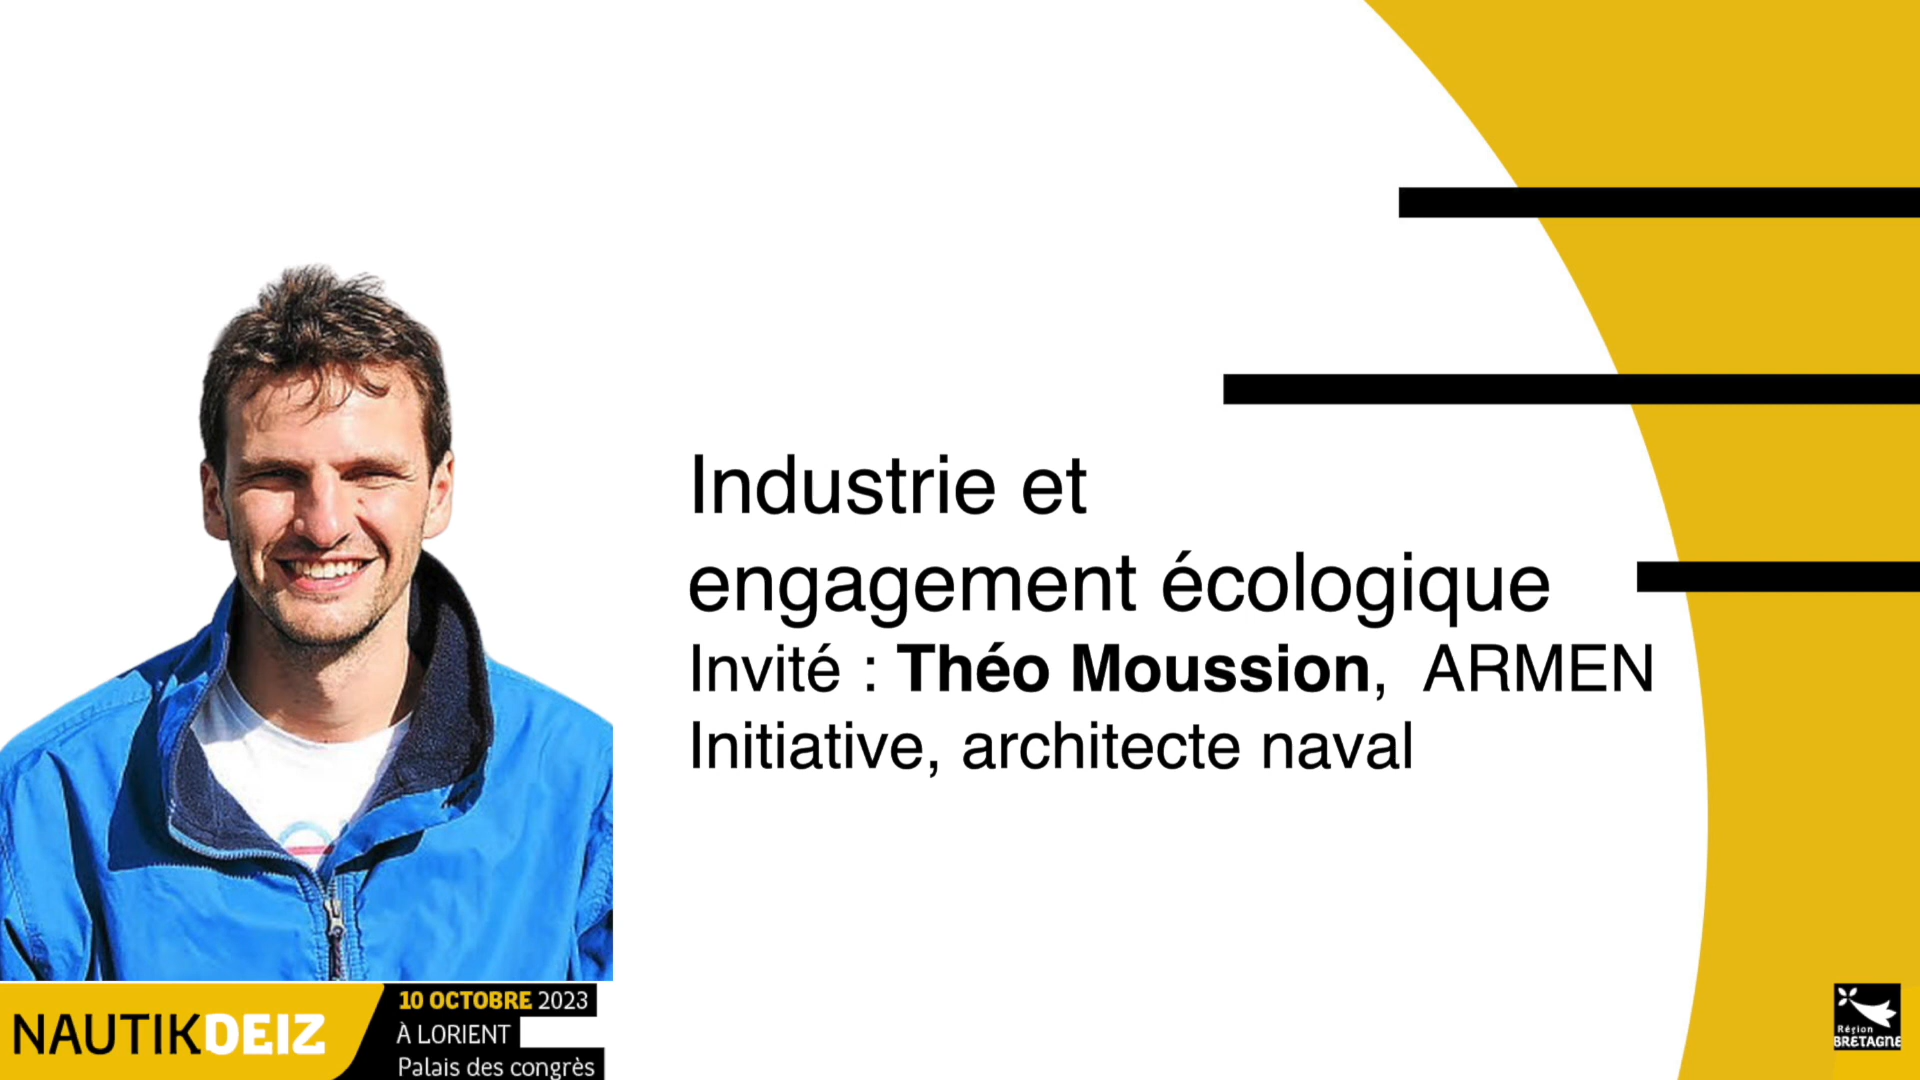 Industrie et
engagement écologique
Invité : Théo Moussion, ARMEN
Initiative, architecte naval
NAUTIKDEIZ
10 OCTOBRE 2023
À LORIENT
Palais des congrès
Région
BRETAGNE